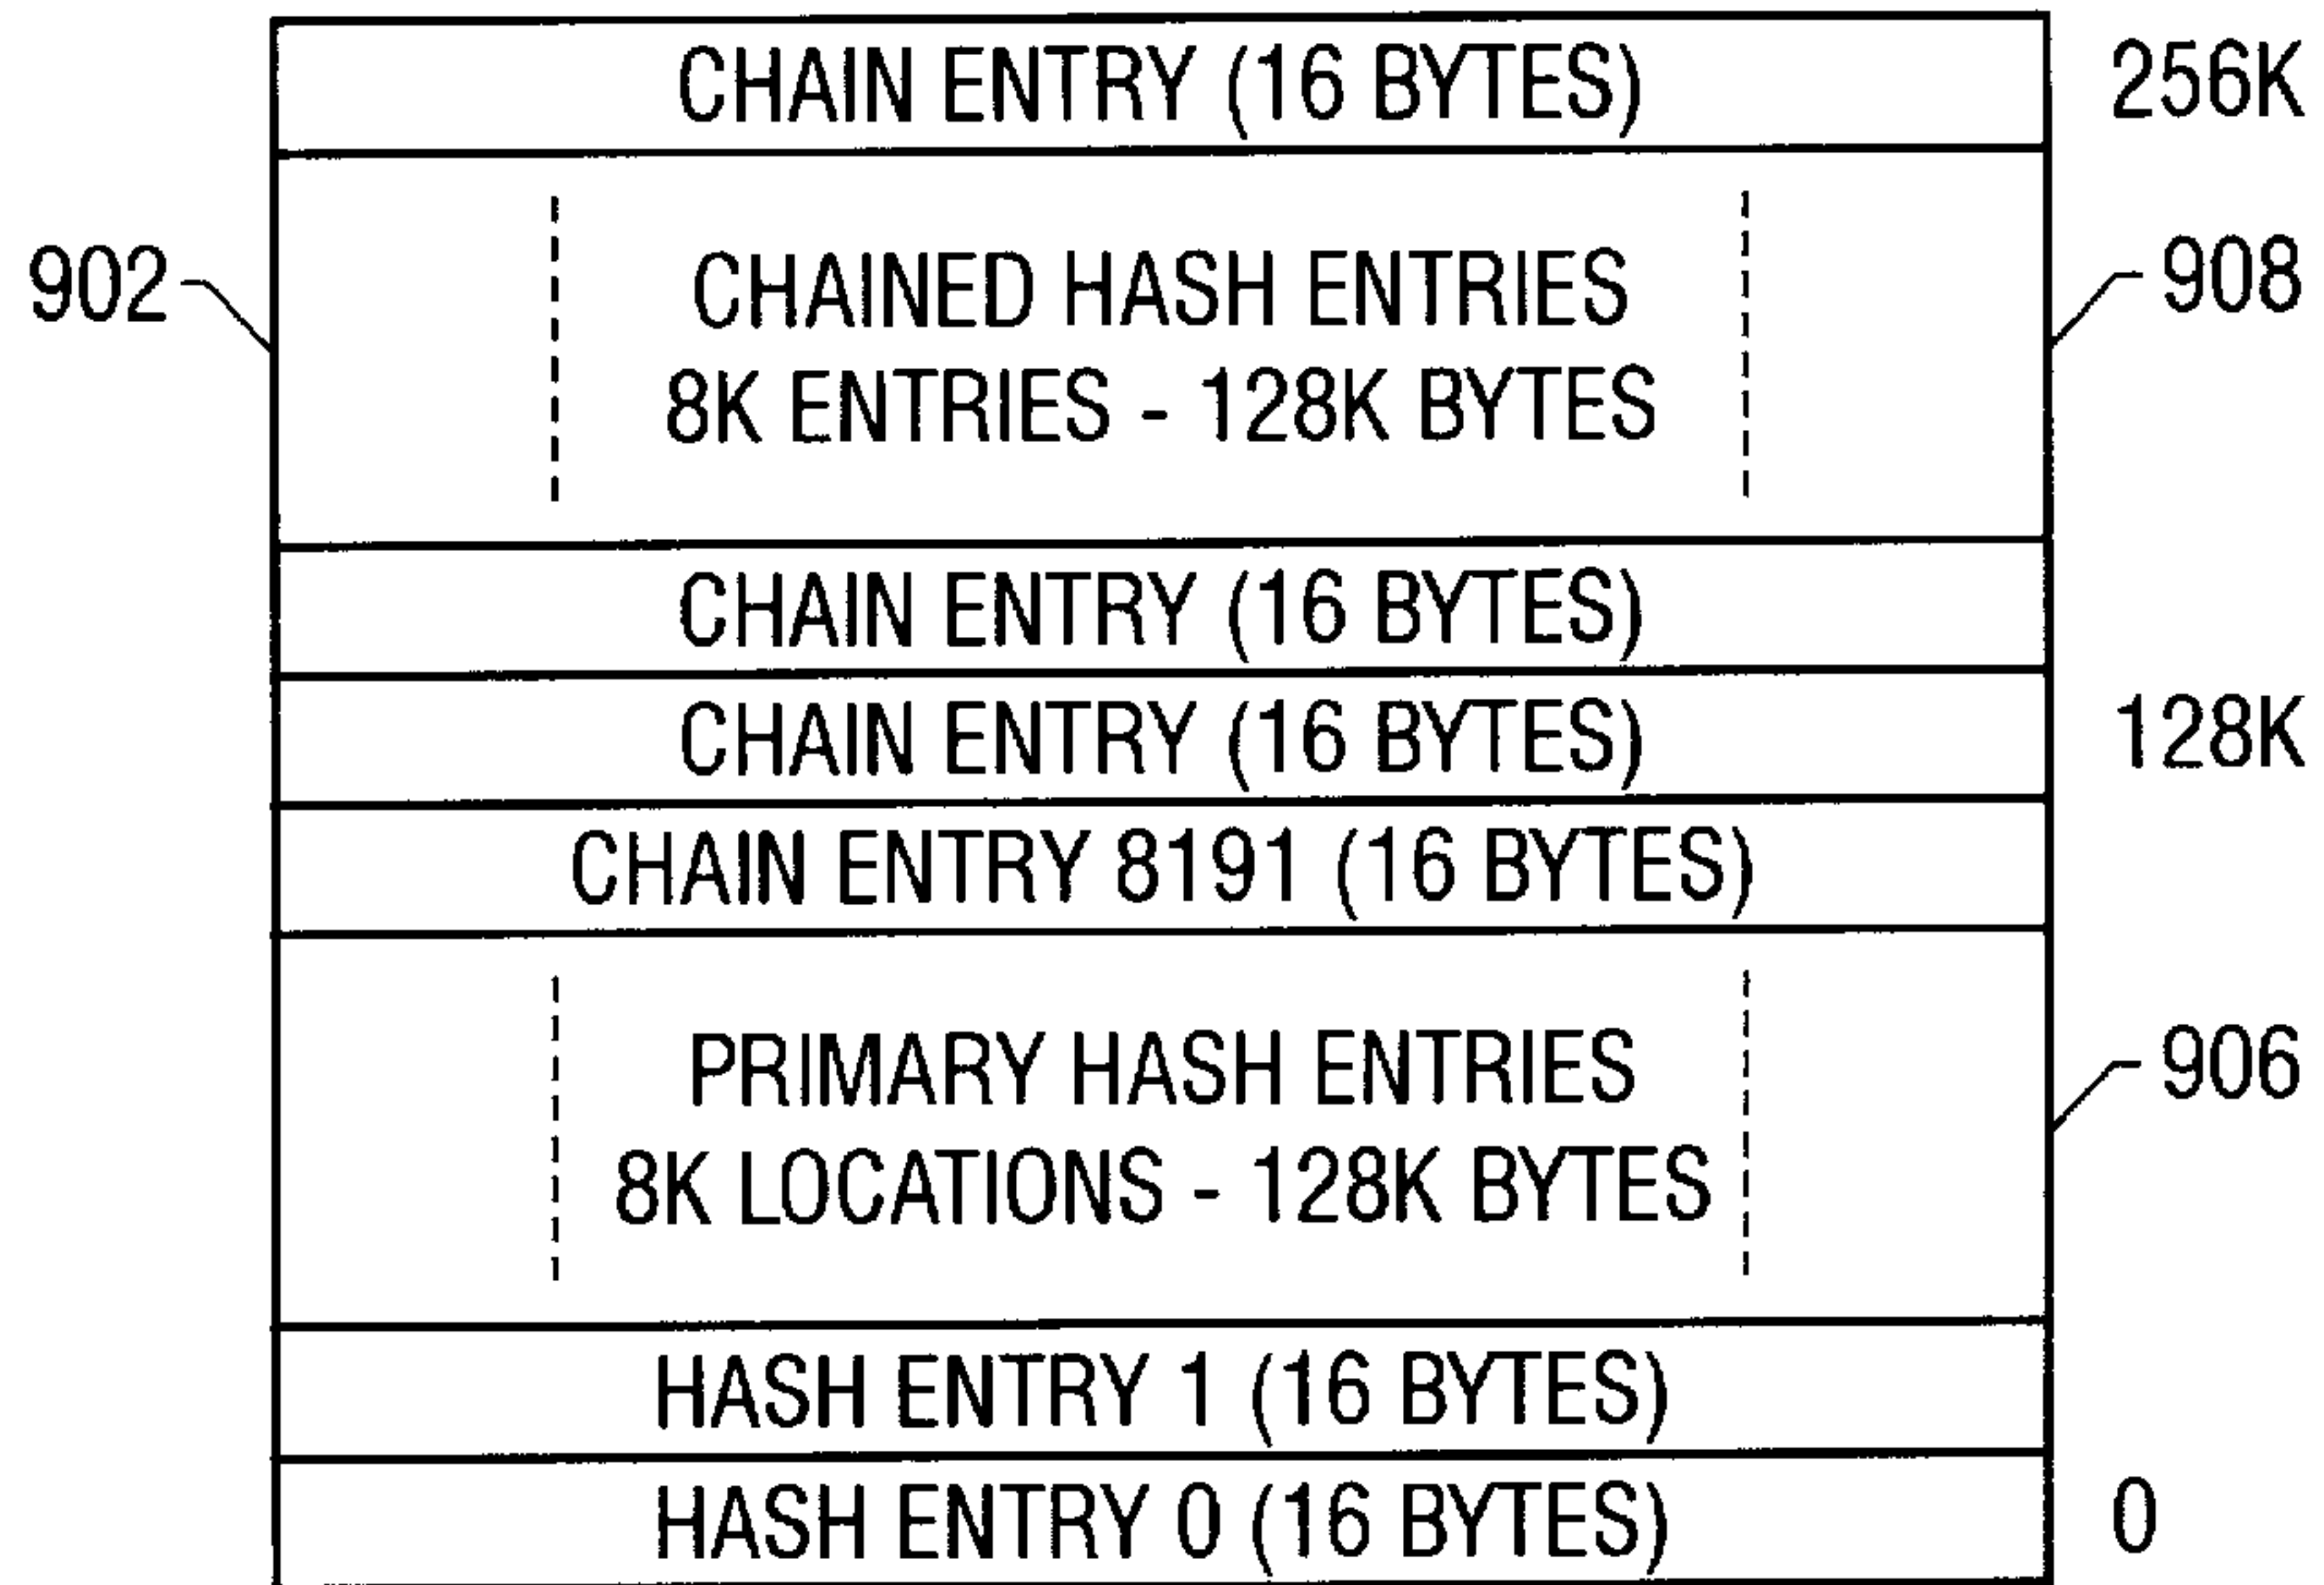 CHAIN ENTRY (16 BYTES) 256K
902 CHAINED HASH ENTRIES 908
8K ENTRIES - 128K BYTES
CHAIN ENTRY (16 BYTES)
CHAIN ENTRY (16 BYTES) 128K
CHAIN ENTRY 8191 (16 BYTES)
PRIMARY HASH ENTRIES 906
8K LOCATIONS - 128K BYTES
HASH ENTRY 1 (16 BYTES)
HASH ENTRY 0 (16 BYTES) 0